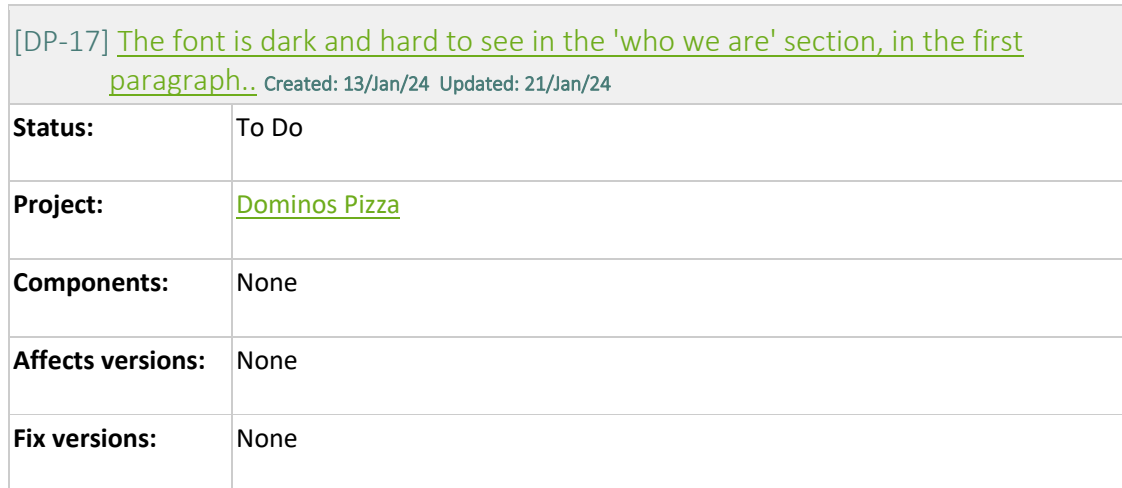 [DP-17] The font is dark and hard to see in the 'who we are' section, in the first
paragraph.. Created: 13/Jan/24 Updated: 21/Jan/24
Status: To Do
Project: Dominos Pizza
Components: None
Affects versions: None
Fix versions: None